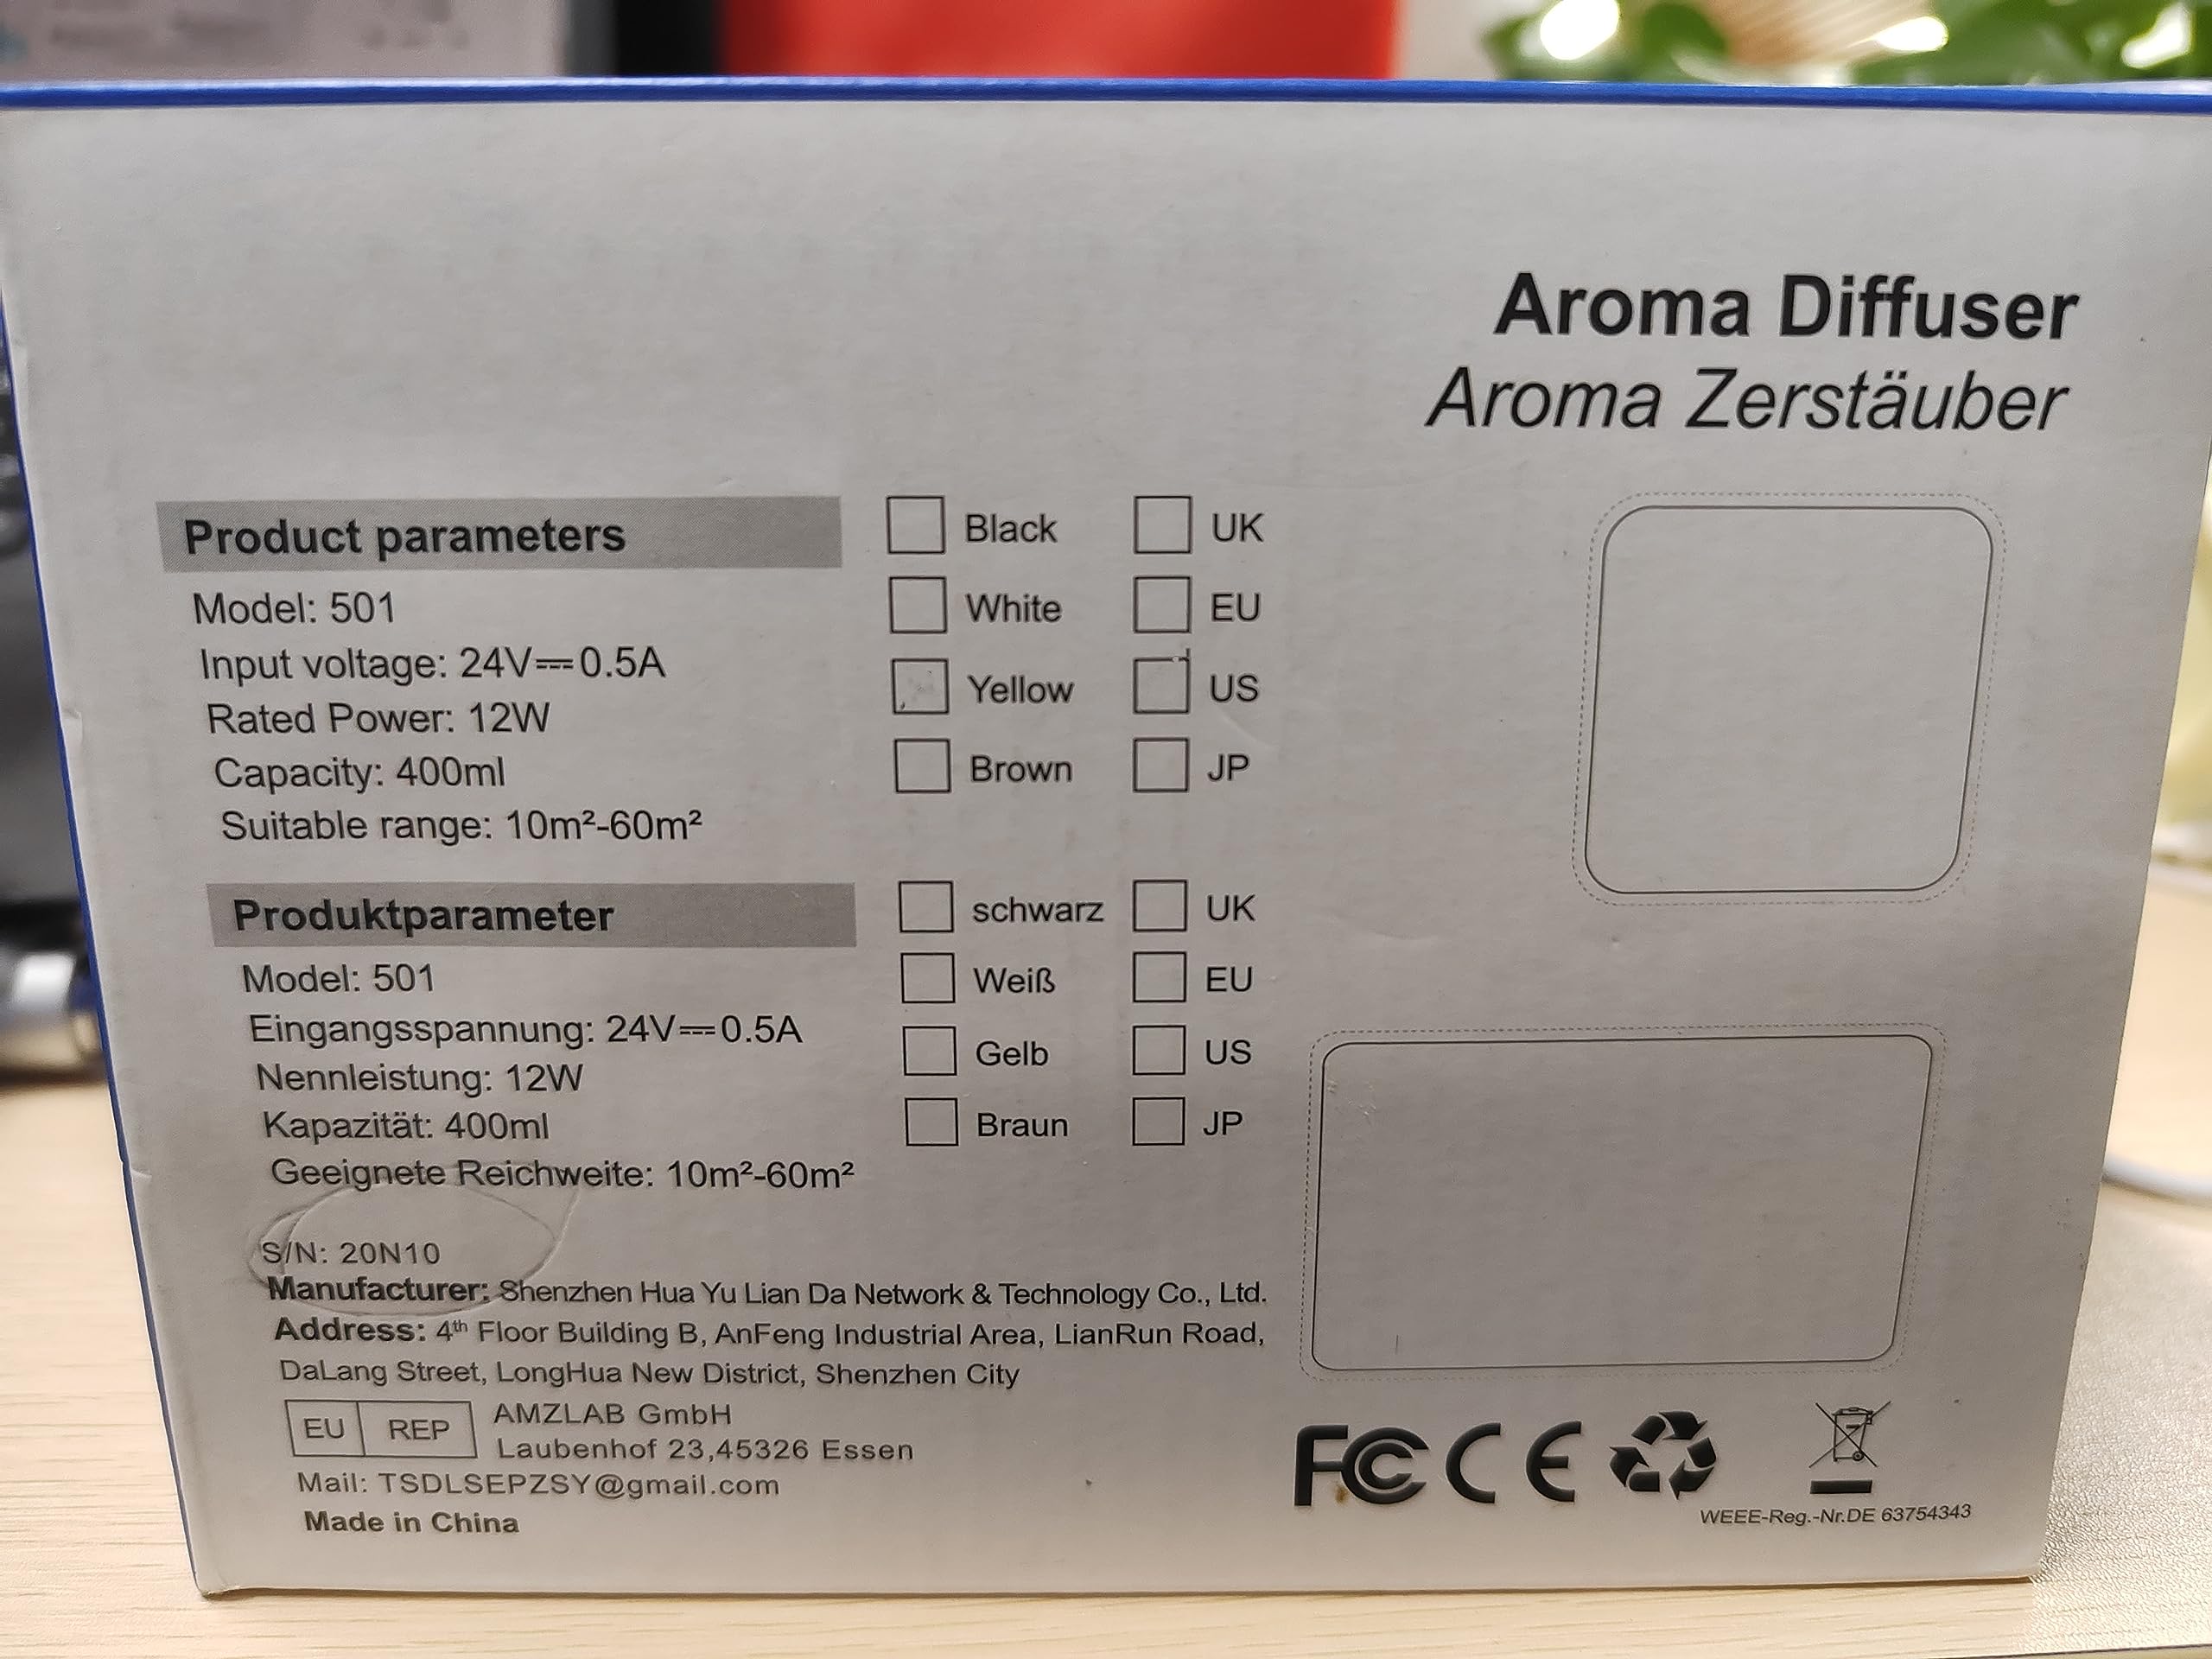 Aroma Diffuser
Aroma Zerstäuber
Product parameters
Model: 501
Input voltage: 24V⎓0.5A
Rated Power: 12W
Capacity: 400ml
Suitable range: 10m²-60m²
Black UK
White EU
Yellow US
Brown JP
Produktparameter
Model: 501
Eingangsspannung: 24V⎓0.5A
Nennleistung: 12W
Kapazität: 400ml
Geeignete Reichweite: 10m²-60m²
schwarz UK
Weiß EU
Gelb US
Braun JP
S/N: 20N10
Manufacturer: Shenzhen Hua Yu Lian Da Network & Technology Co., Ltd.
Address: 4th Floor Building B, AnFeng Industrial Area, LianRun Road,
DaLang Street, LongHua New District, Shenzhen City
EU REP
AMZLAB GmbH
Laubenhof 23,45326 Essen
Mail: TSDLSEPZSY@gmail.com
Made in China
FC CE
WEEE-Reg.-Nr.DE 63754343